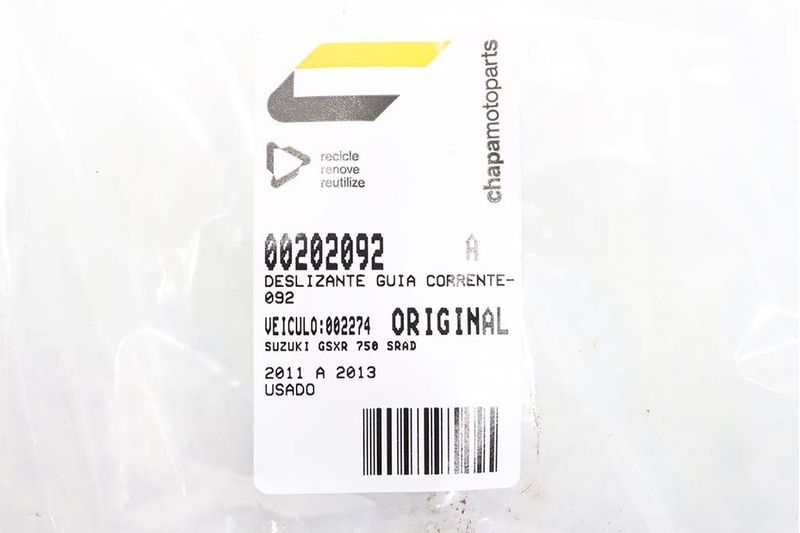 chapamotoparts
recicle
renove
reutilize
00202092 A
DESLIZANTE GUIA CORRENTE-
092
VEICULO:002274 ORIGINAL
SUZUKI GSXR 750 SRAD
2011 A 2013
USADO